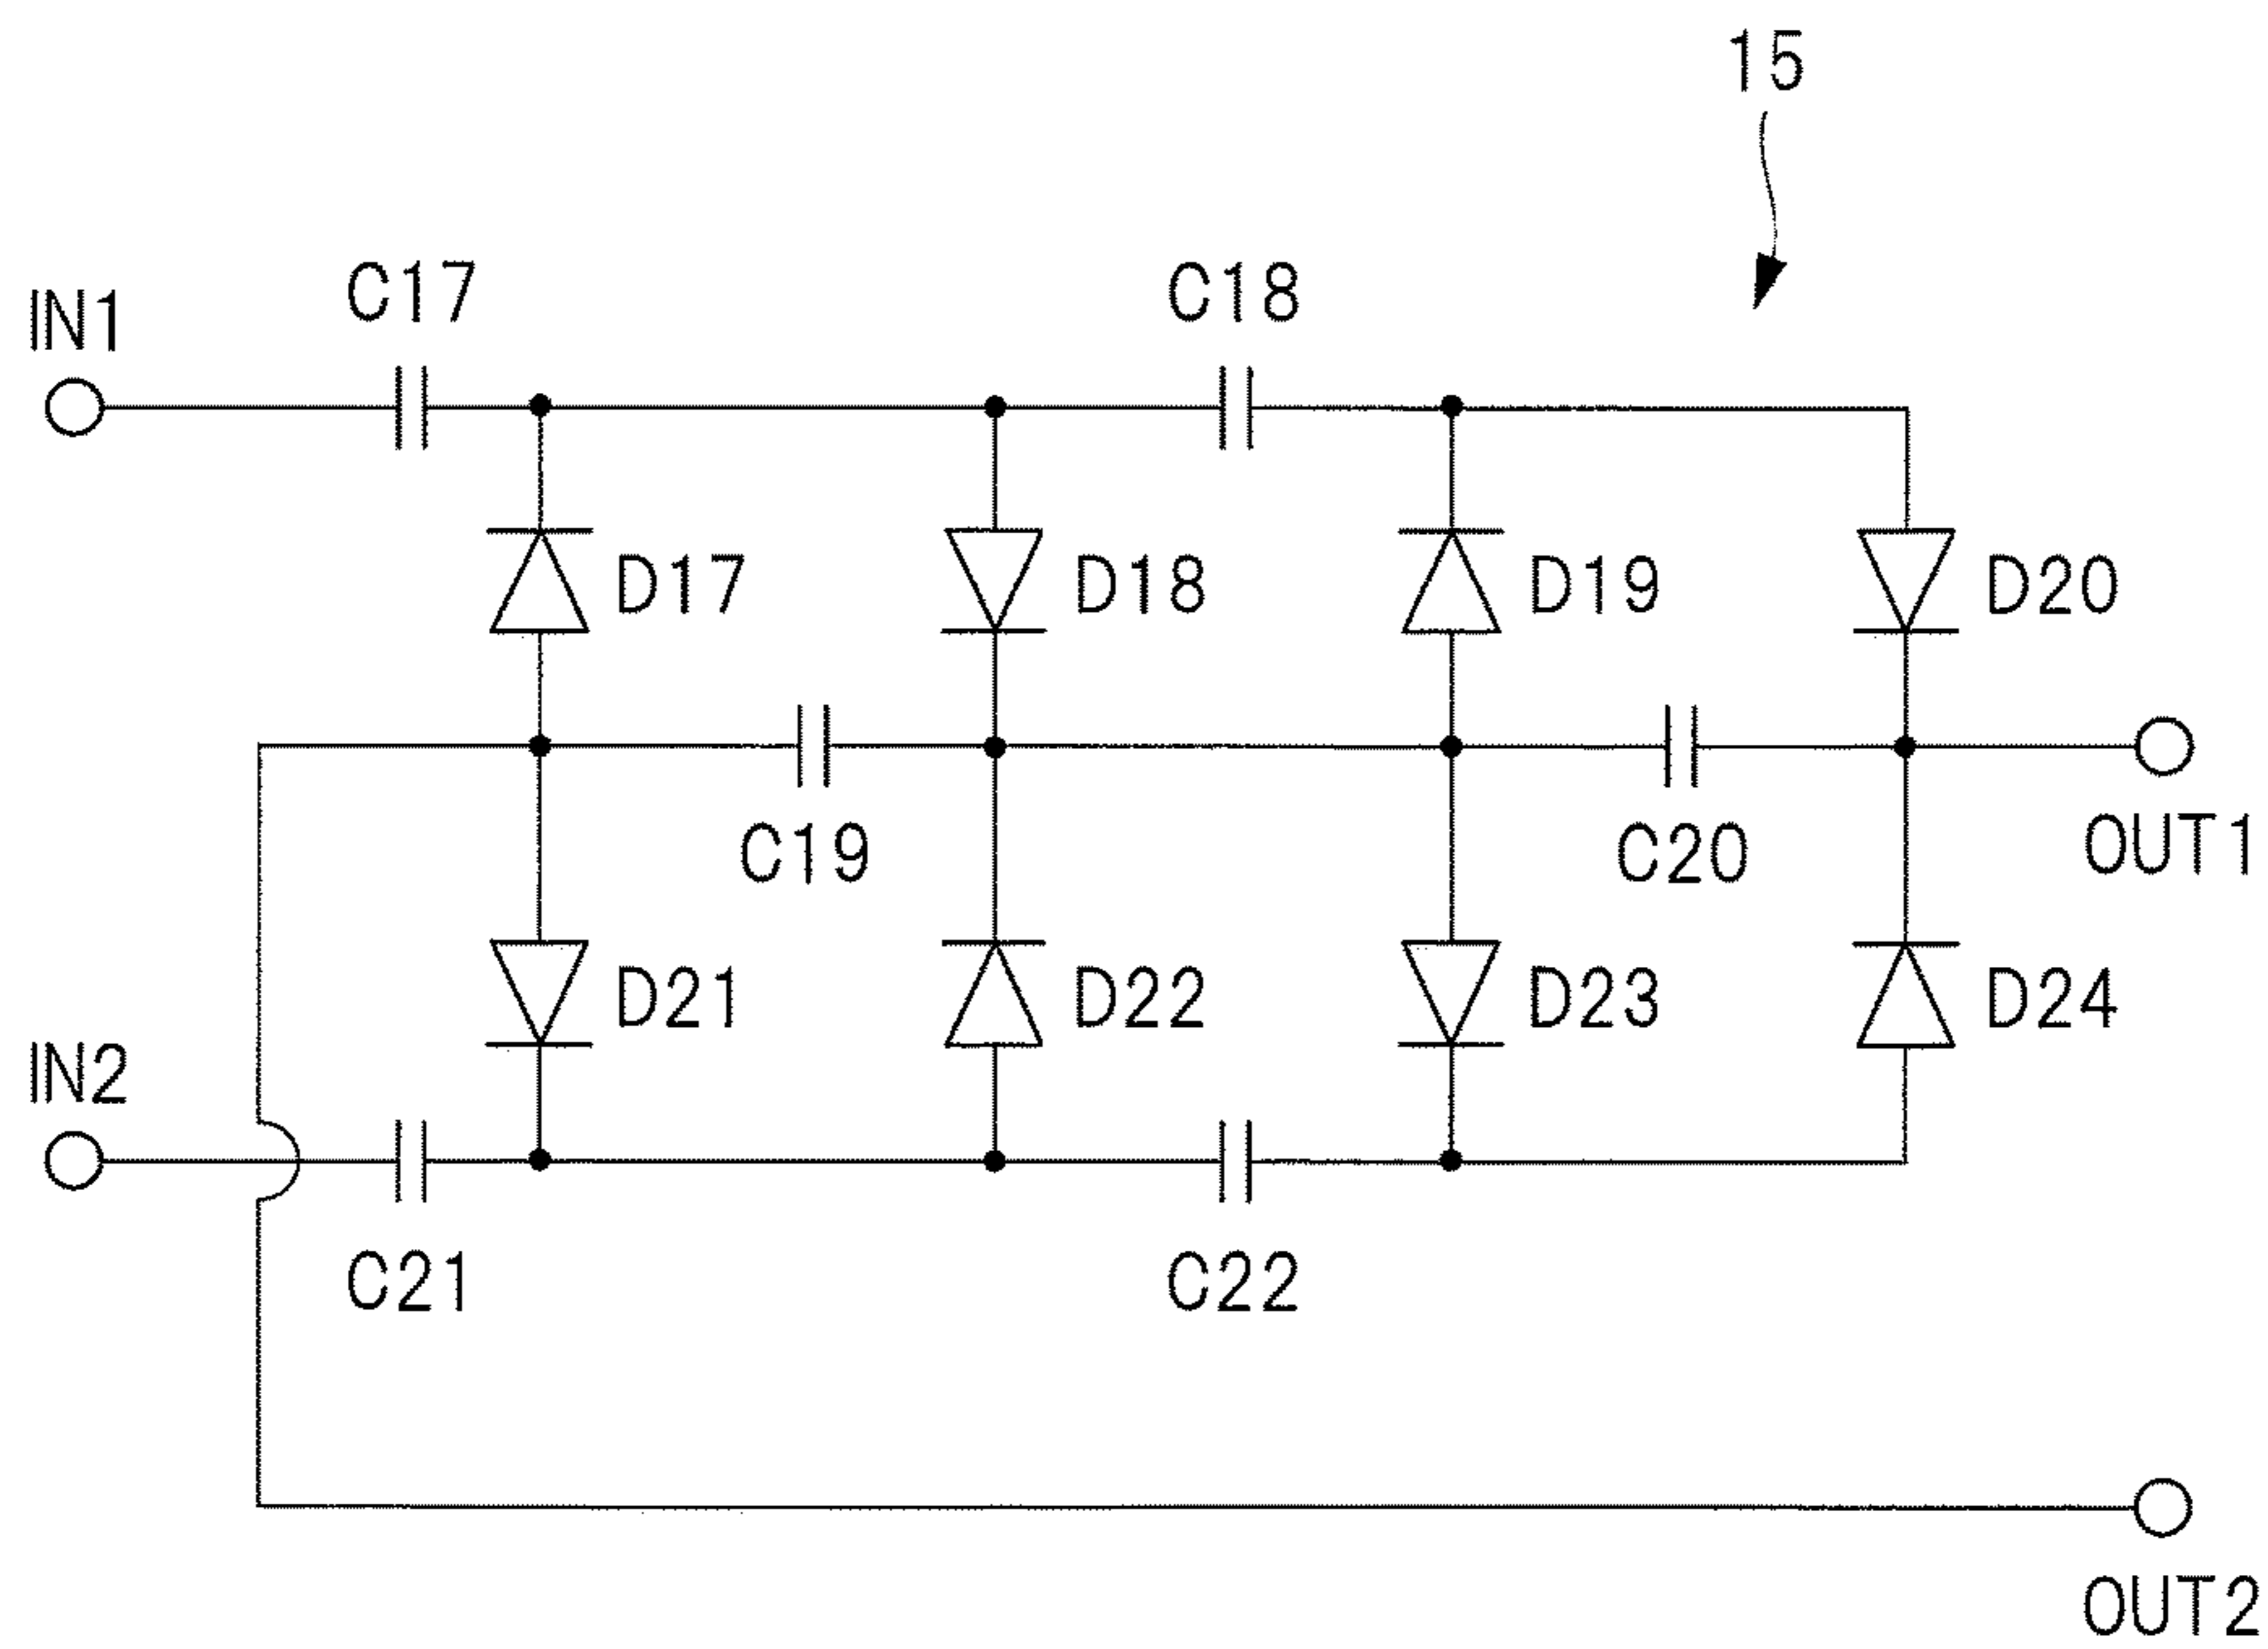 15
C17
C18
IN1
D17
D18
D19
D20
C19
C20
OUT1
D21
D22
D23
D24
IN2
C21
C22
OUT2